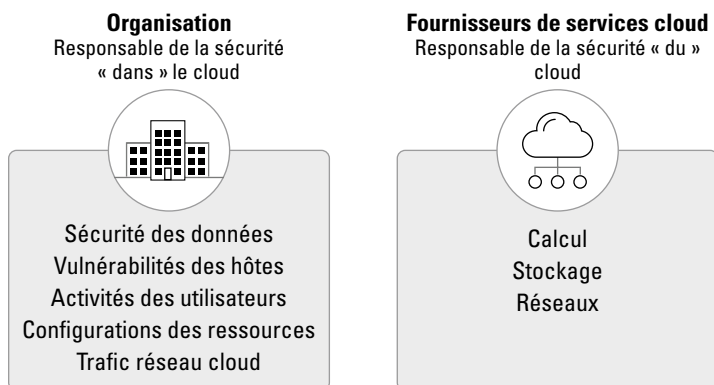 Organisation
Responsable de la sécurité
« dans » le cloud
Sécurité des données
Vulnérabilités des hôtes
Activités des utilisateurs
Configurations des ressources
Trafic réseau cloud
Fournisseurs de services cloud
Responsable de la sécurité « du »
cloud
Calcul
Stockage
Réseaux